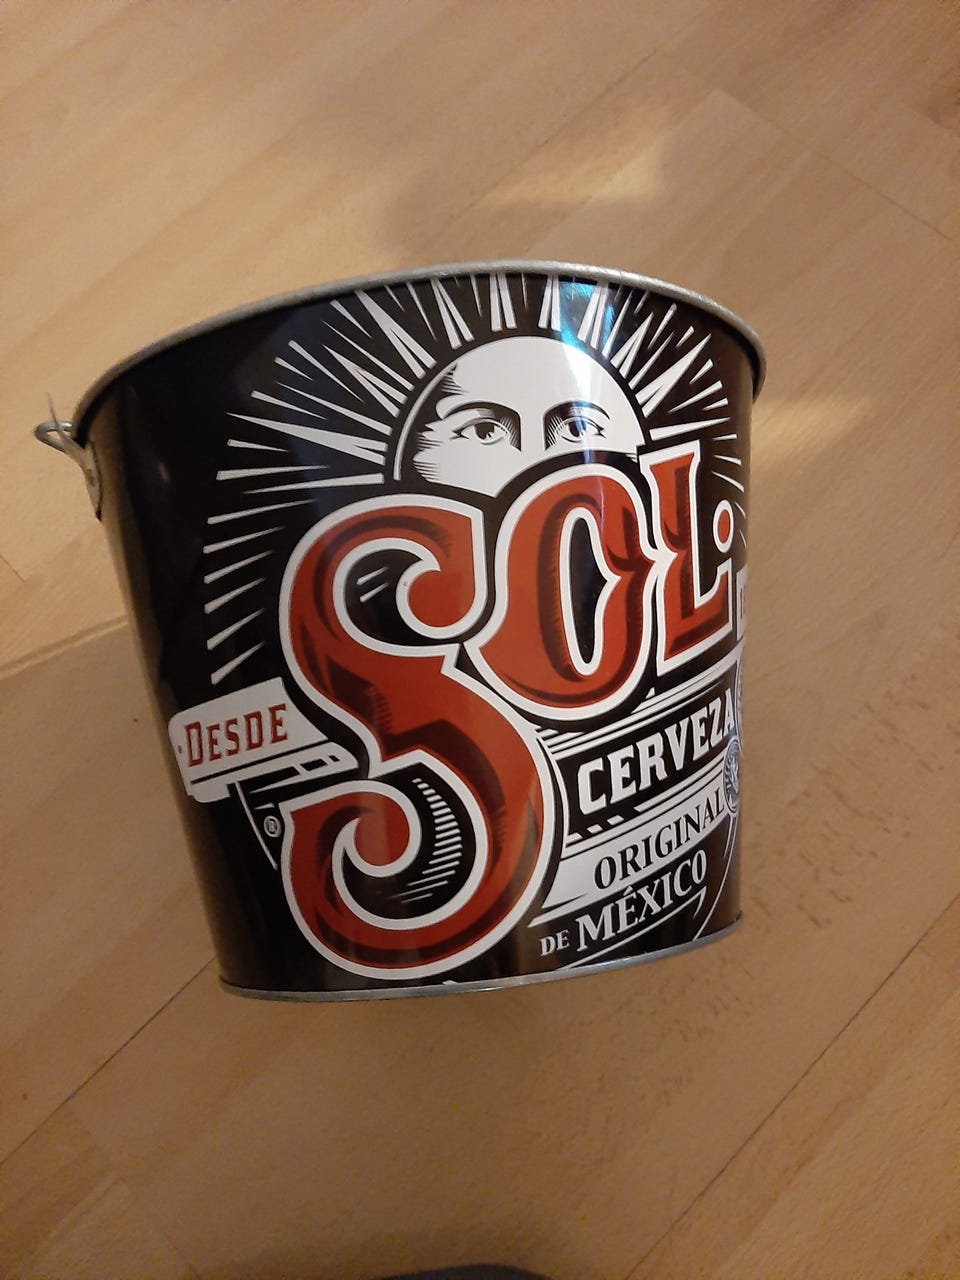 SOL.
DESDE
CERVEZA
ORIGINAL
DE MÉXICO
®